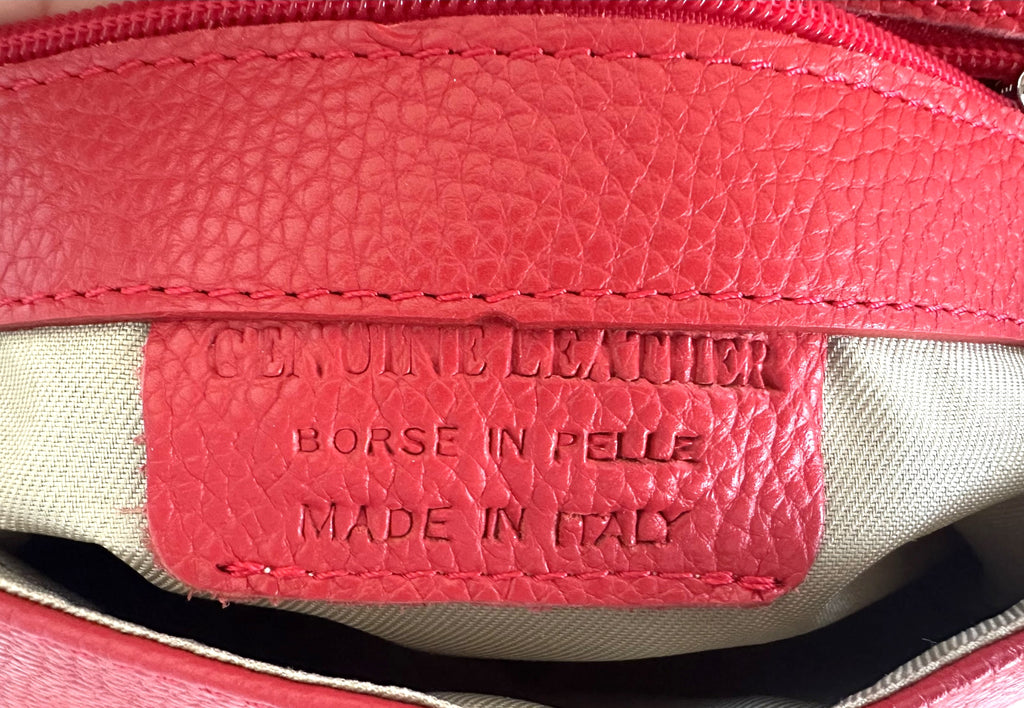 GENUINE LEATHER
BORSE IN PELLE
MADE IN ITALY